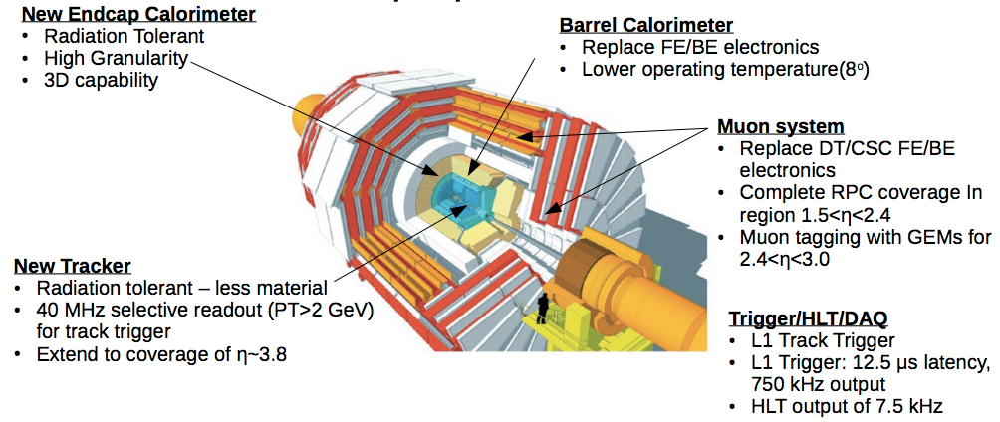 New Endcap Calorimeter
• Radiation Tolerant
• High Granularity
• 3D capability
Barrel Calorimeter
• Replace FE/BE electronics
• Lower operating temperature(8º)
Muon system
• Replace DT/CSC FE/BE
electronics
• Complete RPC coverage In
region 1.5<η<2.4
• Muon tagging with GEMs for
2.4<η<3.0
New Tracker
• Radiation tolerant – less material
• 40 MHz selective readout (PT>2 GeV)
for track trigger
• Extend to coverage of η~3.8
Trigger/HLT/DAQ
• L1 Track Trigger
• L1 Trigger: 12.5 μs latency,
750 kHz output
• HLT output of 7.5 kHz